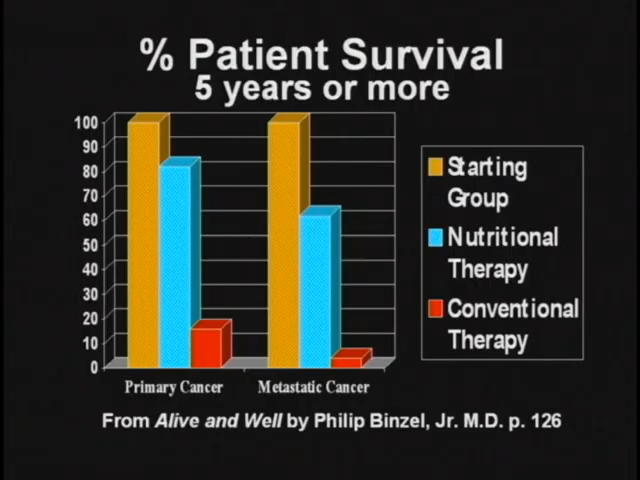 % Patient Survival
5 years or more
100
90
80
70
60
50
40
30
20
10
0
Primary Cancer
Metastatic Cancer
Starting
Group
Nutritional
Therapy
Conventional
Therapy
From Alive and Well by Philip Binzel, Jr. M.D. p. 126